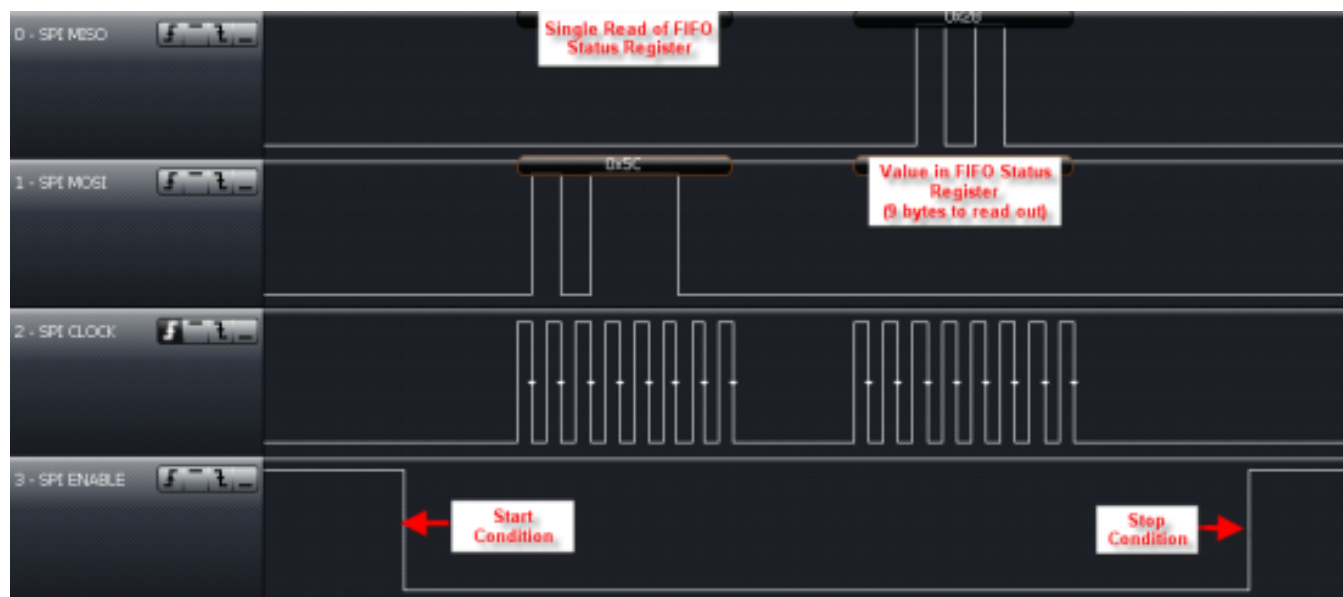 0 - SPI MISO
Single Read of FIFO
Status Register
1 - SPI MOSI
0x5C
Value in FIFO Status
Register
(9 bytes to read out)
2 - SPI CLOCK
3 - SPI ENABLE
Start
Condition
Stop
Condition